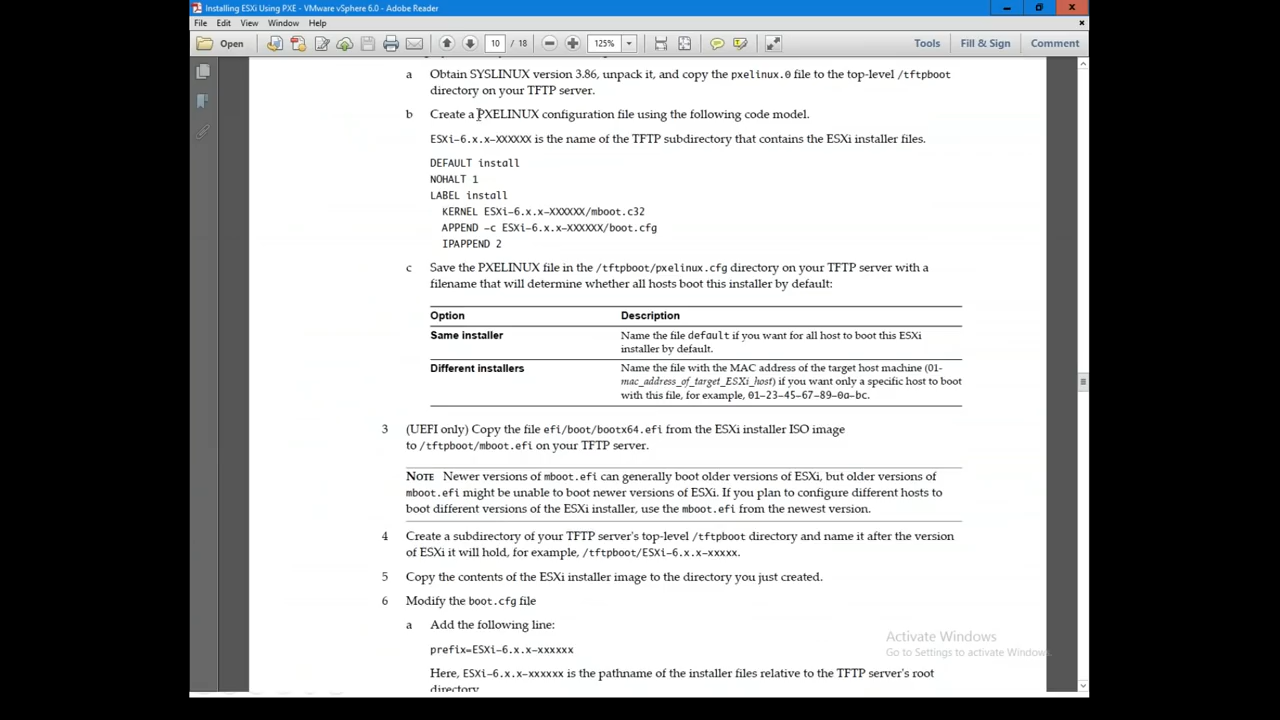 Installing ESXi Using PXE - VMware vSphere 6.0 - Adobe Reader
File Edit View Window Help
Open 10 / 18 125% Tools Fill & Sign Comment
a Obtain SYSLINUX version 3.86, unpack it, and copy the pxelinux.0 file to the top-level /tftpboot
directory on your TFTP server.
b Create a PXELINUX configuration file using the following code model.
ESXi-6.x.x-XXXXXX is the name of the TFTP subdirectory that contains the ESXi installer files.
DEFAULT install
NOHALT 1
LABEL install
KERNEL ESXi-6.x.x-XXXXXX/mboot.c32
APPEND -c ESXi-6.x.x-XXXXXX/boot.cfg
IPAPPEND 2
c Save the PXELINUX file in the /tftpboot/pxelinux.cfg directory on your TFTP server with a
filename that will determine whether all hosts boot this installer by default:
Option Description
Same installer Name the file default if you want for all host to boot this ESXi
installer by default.
Different installers Name the file with the MAC address of the target host machine (01-
mac_address_of_target_ESXi_host) if you want only a specific host to boot
with this file, for example, 01-23-45-67-89-0a-bc.
3 (UEFI only) Copy the file efi/boot/bootx64.efi from the ESXi installer ISO image
to /tftpboot/mboot.efi on your TFTP server.
NOTE Newer versions of mboot.efi can generally boot older versions of ESXi, but older versions of
mboot.efi might be unable to boot newer versions of ESXi. If you plan to configure different hosts to
boot different versions of the ESXi installer, use the mboot.efi from the newest version.
4 Create a subdirectory of your TFTP server's top-level /tftpboot directory and name it after the version
of ESXi it will hold, for example, /tftpboot/ESXi-6.x.x-xxxxx.
5 Copy the contents of the ESXi installer image to the directory you just created.
6 Modify the boot.cfg file
a Add the following line:
prefix=ESXi-6.x.x-xxxxxx
Here, ESXi-6.x.x-xxxxxx is the pathname of the installer files relative to the TFTP server's root
directory.
Activate Windows
Go to Settings to activate Windows.